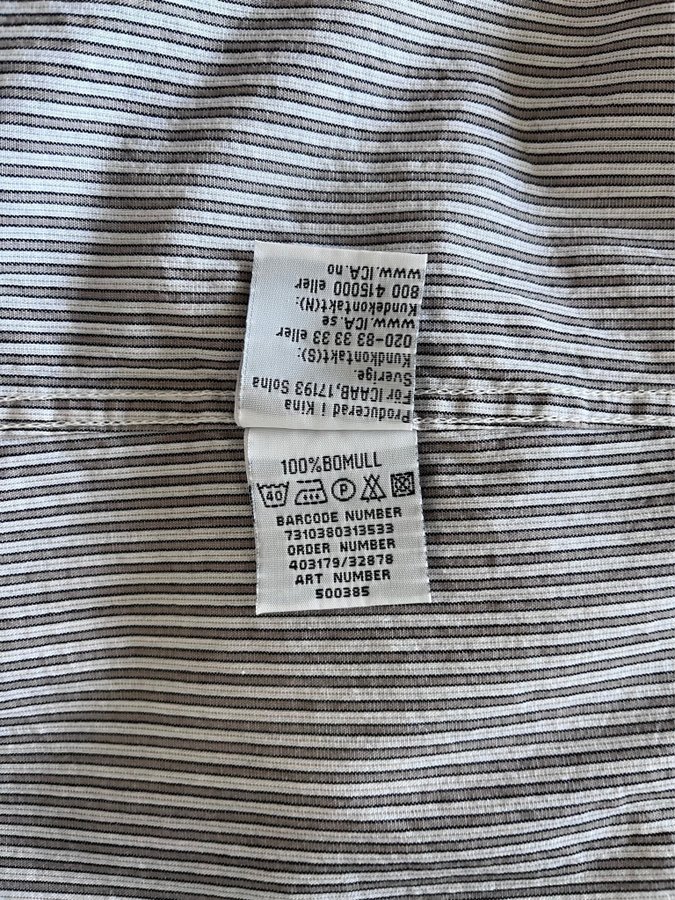 Producerad i Kina
För ICAAB,17193 Solna
Sverige.
Kundkontakt(S):
020-83 33 33 eller
www.ICA.se
Kundekontakt(N):
800 415000 eller
www.ICA.no
100%BOMULL
40 P
BARCODE NUMBER
7310380313533
ORDER NUMBER
403179/32878
ART NUMBER
500385